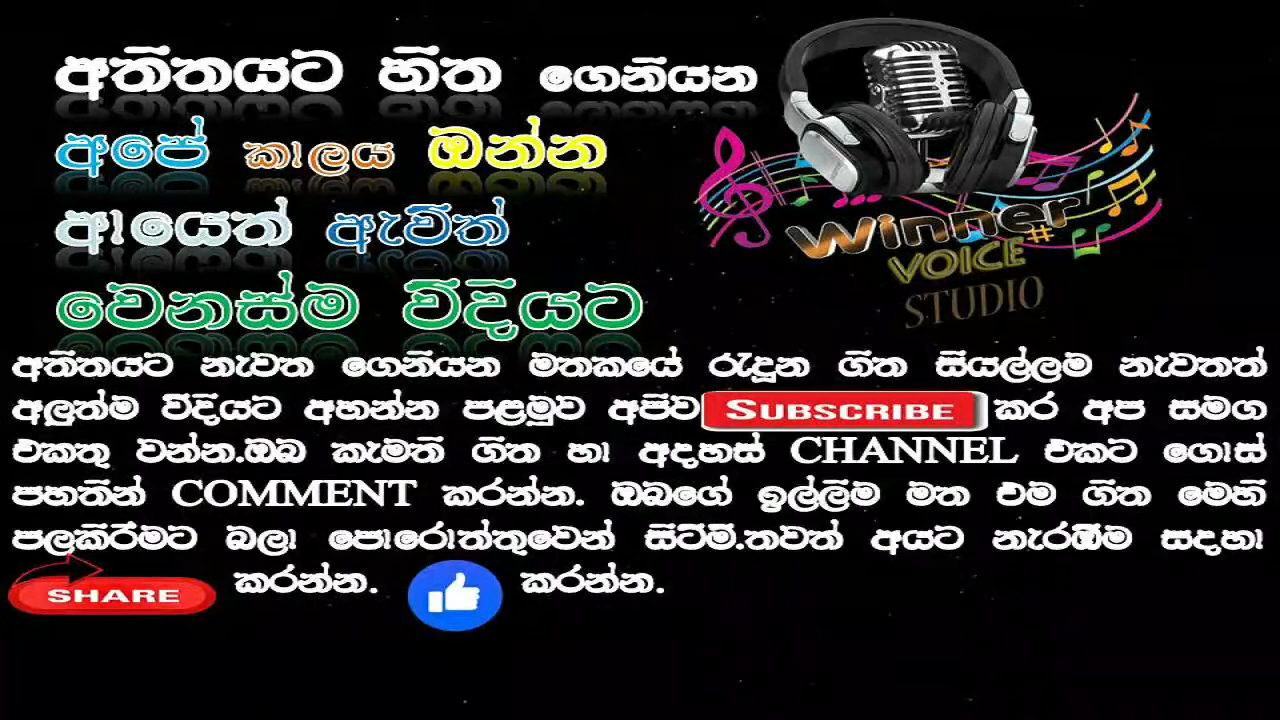 අතීතයට හිත ගෙනියන
අපේ කාලය ඔන්න
ආයෙත් ඇවිත්
වෙනස්ම විදියට
Winner
#
VOICE
STUDIO
අතීතයට නැවත ගෙනියන මතකයේ රැඳුන ගීත සියල්ලම නැවතත්
අලුත්ම විදියට අහන්න පළමුව අපිව SUBSCRIBE කර අප සමග
එකතු වන්න.ඔබ කැමති ගීත හා අදහස් CHANNEL එකට ගොස්
පහතින් COMMENT කරන්න. ඔබගේ ඉල්ලීම මත එම ගීත මෙහි
පලකිරීමට බලා පොරොත්තුවෙන් සිටිමි.තවත් අයට නැරඹීම සදහා
SHARE කරන්න. කරන්න.